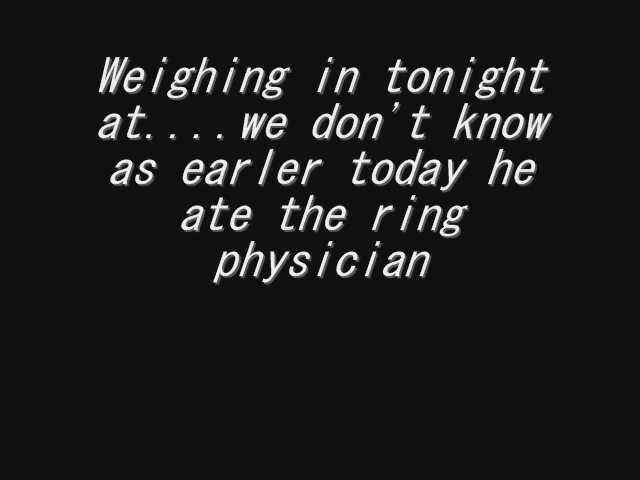 Weighing in tonight
at....we don't know
as earler today he
ate the ring
physician